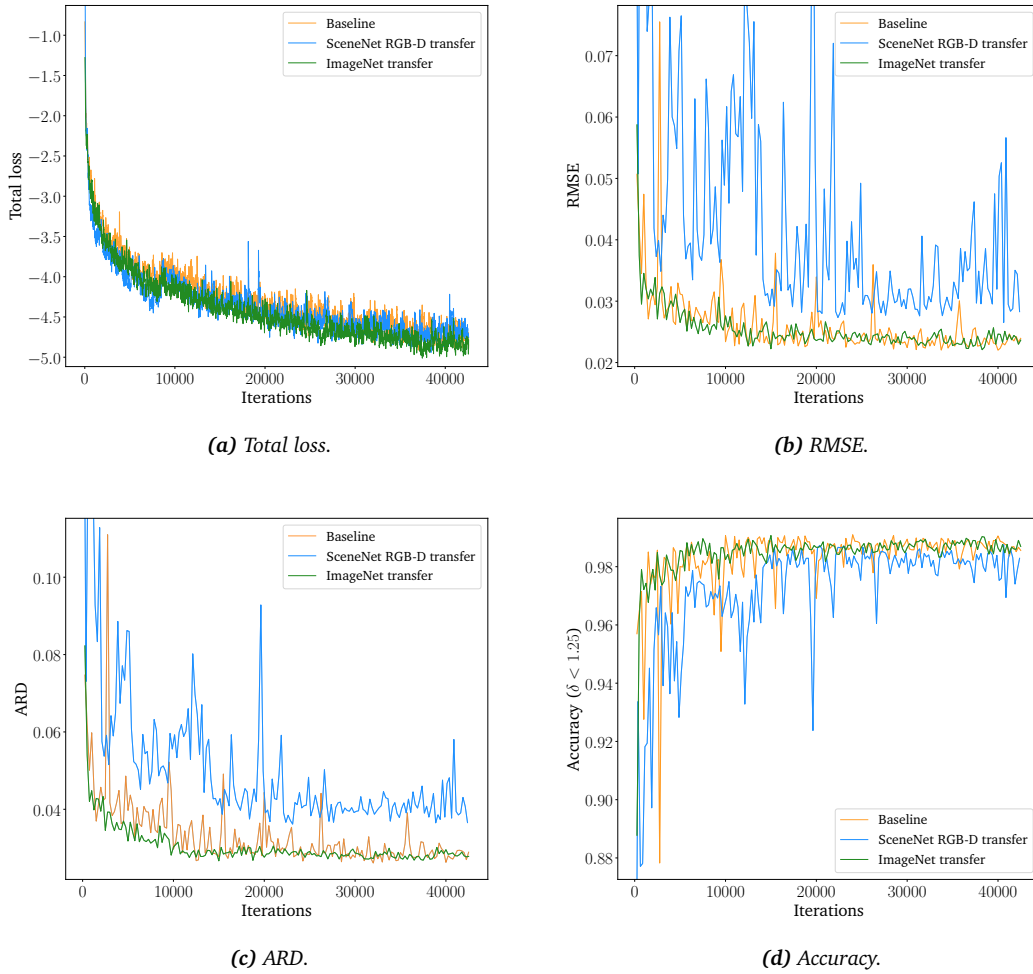 Total loss
−1.0
−1.5
−2.0
−2.5
−3.0
−3.5
−4.0
−4.5
−5.0
0 10000 20000 30000 40000
Iterations
Baseline
SceneNet RGB-D transfer
ImageNet transfer
(a) Total loss.
RMSE
0.07
0.06
0.05
0.04
0.03
0.02
0 10000 20000 30000 40000
Iterations
Baseline
SceneNet RGB-D transfer
ImageNet transfer
(b) RMSE.
ARD
0.10
0.08
0.06
0.04
0 10000 20000 30000 40000
Iterations
Baseline
SceneNet RGB-D transfer
ImageNet transfer
(c) ARD.
Accuracy (δ < 1.25)
0.98
0.96
0.94
0.92
0.90
0.88
0 10000 20000 30000 40000
Iterations
Baseline
SceneNet RGB-D transfer
ImageNet transfer
(d) Accuracy.